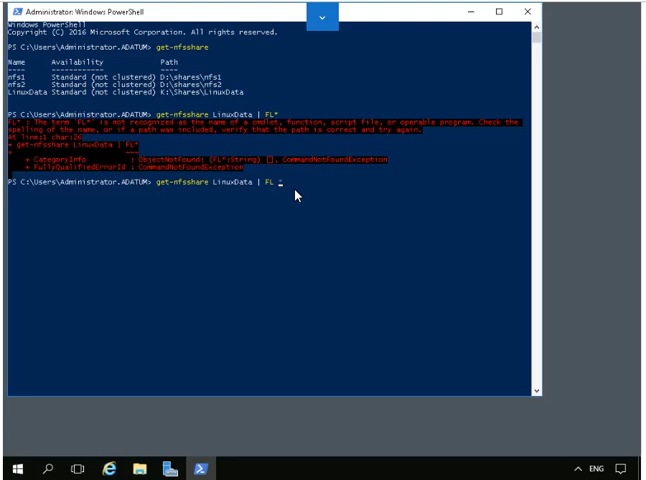 Administrator: Windows PowerShell
Windows PowerShell
Copyright (C) 2016 Microsoft Corporation. All rights reserved.
PS C:\Users\Administrator.ADATUM> get-nfsshare
Name Availability Path
---- ------------ ----
nfs1 Standard (not clustered) D:\shares\nfs1
nfs2 Standard (not clustered) D:\shares\nfs2
LinuxData Standard (not clustered) K:\Shares\LinuxData
PS C:\Users\Administrator.ADATUM> get-nfsshare LinuxData | FL*
FL* : The term 'FL*' is not recognized as the name of a cmdlet, function, script file, or operable program. Check the
spelling of the name, or if a path was included, verify that the path is correct and try again.
At line:1 char:26
+ get-nfsshare LinuxData | FL*
+ ~~~
+ CategoryInfo : ObjectNotFound: (FL*:String) [], CommandNotFoundException
+ FullyQualifiedErrorId : CommandNotFoundException
PS C:\Users\Administrator.ADATUM> get-nfsshare LinuxData | FL *
ENG